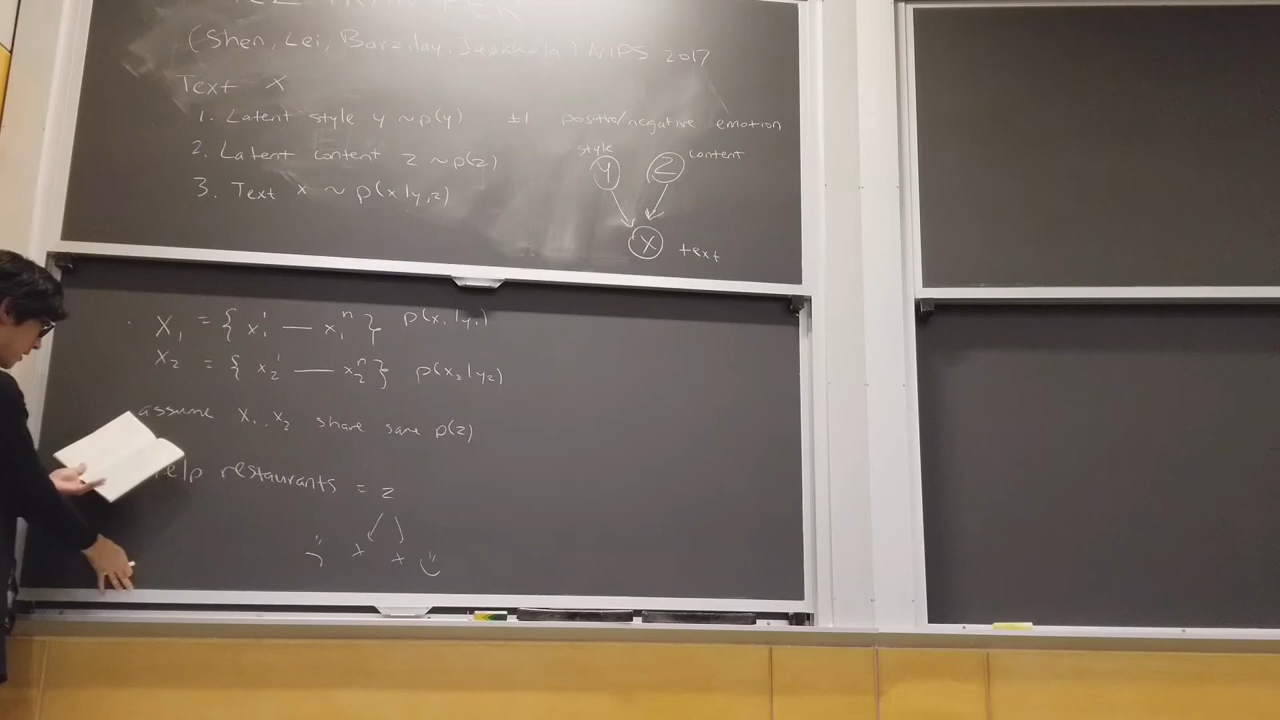 (Shen, Lei, Barzilay, Jaakkola) NIPS 2017
Text X
1. Latent style y ~p(y) ±1 positive/negative emotion
2. Latent content z ~p(z)
3. Text x ~ p(x|y,z)
style
content
y
z
x
text
X₁ = {x₁¹ — x₁ⁿ} p(x₁|y₁)
X₂ = {x₂¹ — x₂ⁿ} p(x₂|y₂)
assume X₁, X₂ share same p(z)
restaurants = z
x x